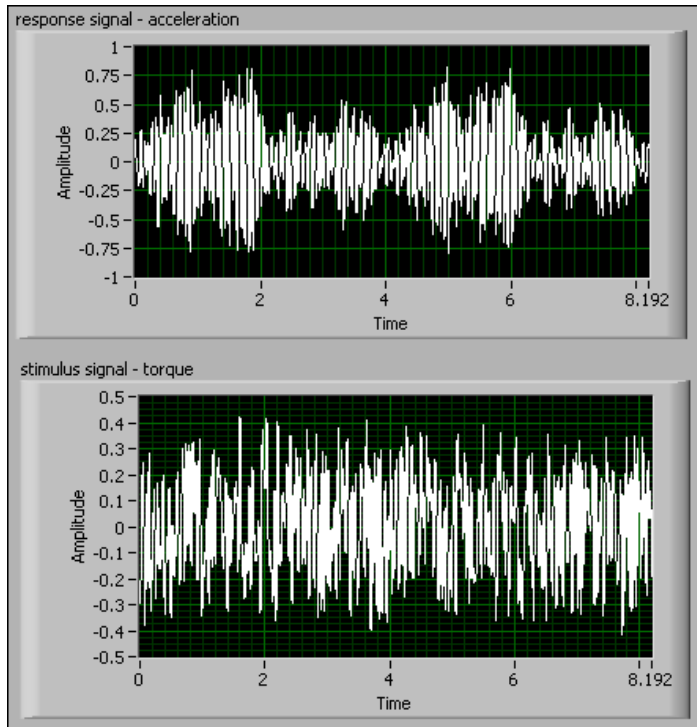 response signal - acceleration
1
0.75
0.5
0.25
0
-0.25
-0.5
-0.75
-1
Amplitude
0 2 4 6 8.192
Time
stimulus signal - torque
0.5
0.4
0.3
0.2
0.1
0
-0.1
-0.2
-0.3
-0.4
-0.5
Amplitude
0 2 4 6 8.192
Time